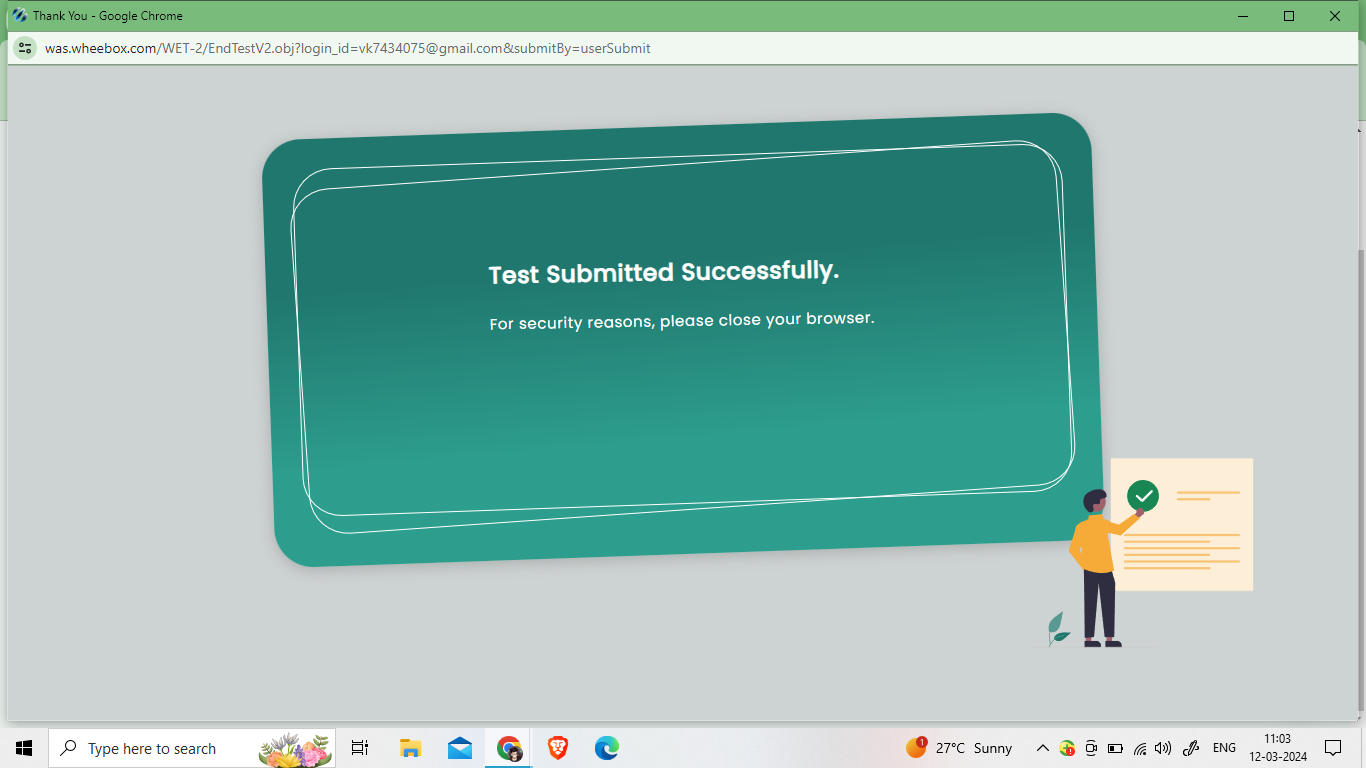 Thank You - Google Chrome
was.wheebox.com/WET-2/EndTestV2.obj?login_id=vk7434075@gmail.com&submitBy=userSubmit
Test Submitted Successfully.
For security reasons, please close your browser.
Type here to search
1
27°C Sunny
ENG
11:03
12-03-2024